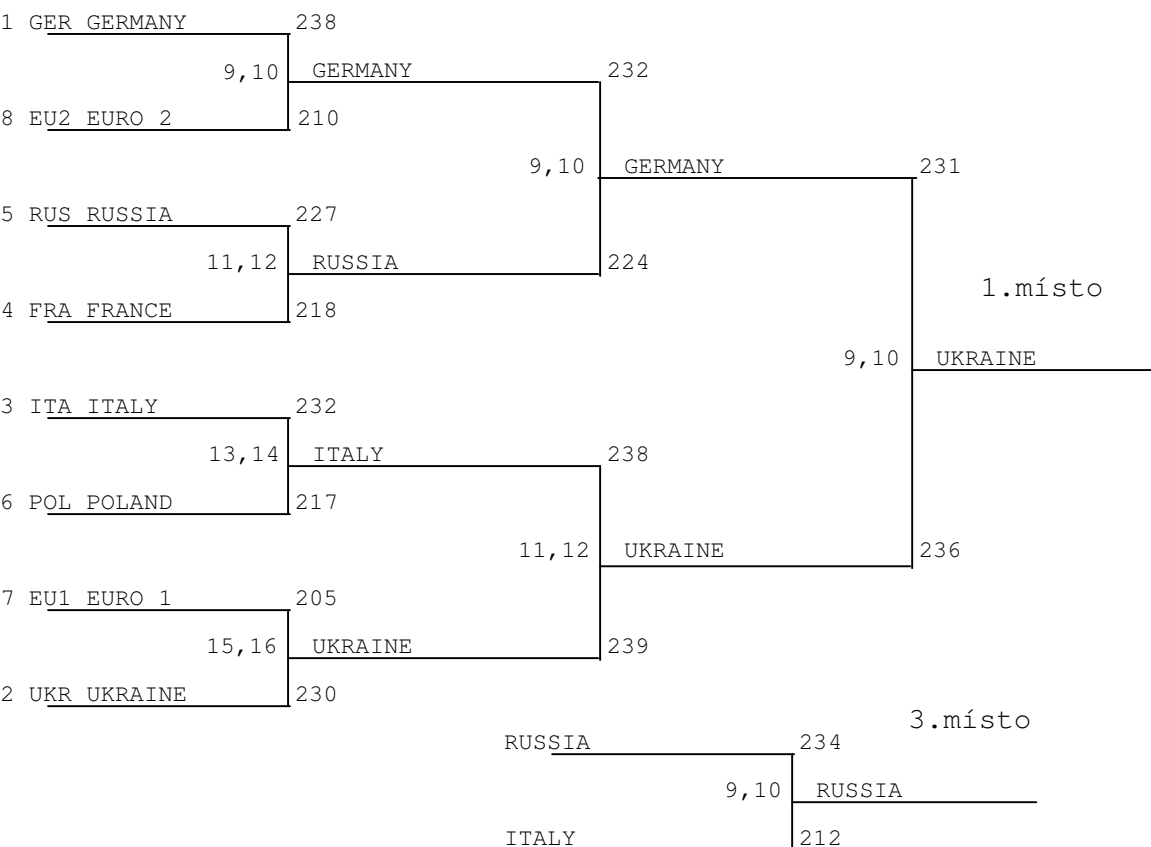 1 GER GERMANY 238
9,10 GERMANY 232
8 EU2 EURO 2 210
9,10 GERMANY 231
5 RUS RUSSIA 227
11,12 RUSSIA 224
1.místo
4 FRA FRANCE 218
9,10 UKRAINE
3 ITA ITALY 232
13,14 ITALY 238
6 POL POLAND 217
11,12 UKRAINE 236
7 EU1 EURO 1 205
15,16 UKRAINE 239
2 UKR UKRAINE 230
3.místo
RUSSIA 234
9,10 RUSSIA
ITALY 212